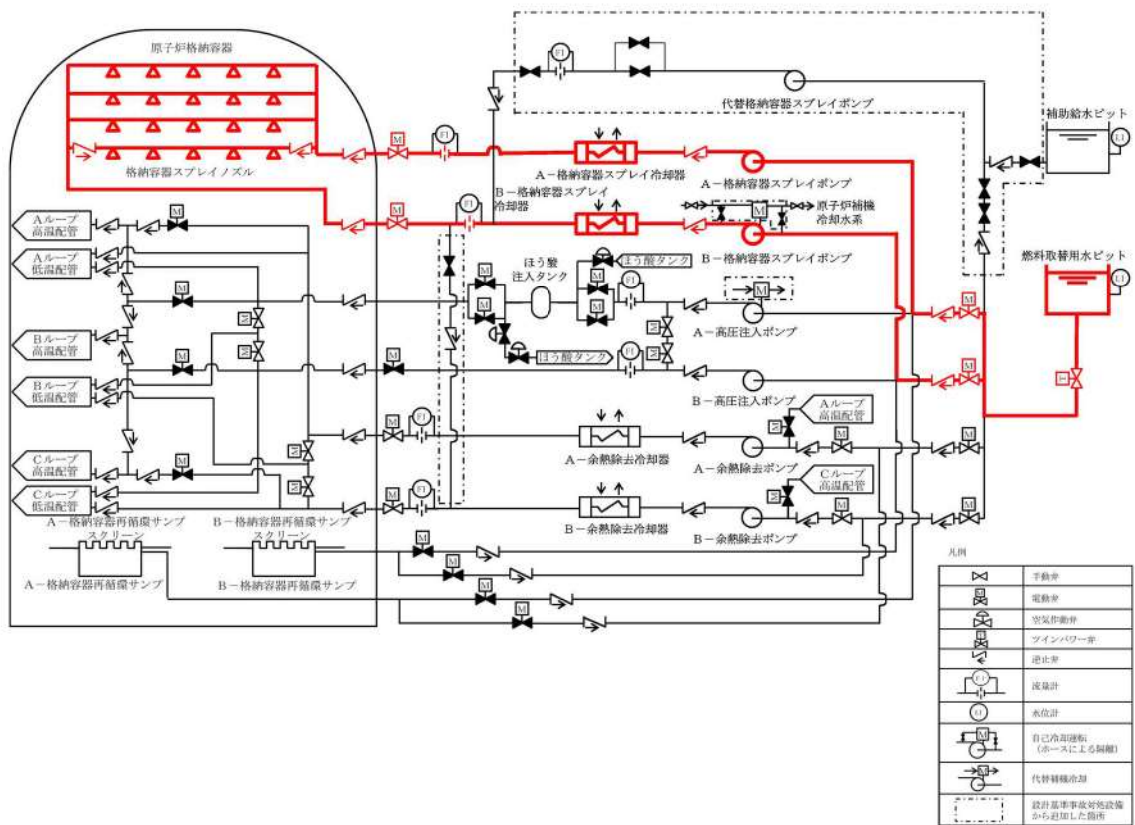 原子炉格納容器
格納容器スプレイノズル
FI
代替格納容器スプレイポンプ
補助給水ピット
LI
M
FI
A-格納容器スプレイ冷却器
A-格納容器スプレイポンプ
B-格納容器スプレイ
冷却器
M
FI
M
原子炉補機
冷却水系
B-格納容器スプレイポンプ
燃料取替用水ピット
LI
Aループ
高温配管
M
Aループ
低温配管
ほう酸
注入タンク
ほう酸タンク
M
M
FI
M
A-高圧注入ポンプ
M
M
M
M
M
M
M
M
ほう酸タンク
Bループ
高温配管
M
M
FI
M
M
T
Bループ
低温配管
B-高圧注入ポンプ
Aループ
高温配管
M
M
FI
M
M
M
A-余熱除去冷却器
A-余熱除去ポンプ
Cループ
高温配管
M
M
Cループ
高温配管
Cループ
低温配管
M
FI
M
M
M
B-余熱除去冷却器
B-余熱除去ポンプ
A-格納容器再循環サンプ
スクリーン
B-格納容器再循環サンプ
スクリーン
M
M
A-格納容器再循環サンプ
B-格納容器再循環サンプ
M
M
凡例
手動弁
M
電動弁
空気作動弁
ツインパワー弁
逆止弁
FI
流量計
LI
水位計
M
自己冷却運転
(ホースによる隔離)
M
代替補機冷却
設計基準事故対処設備
から追加した箇所